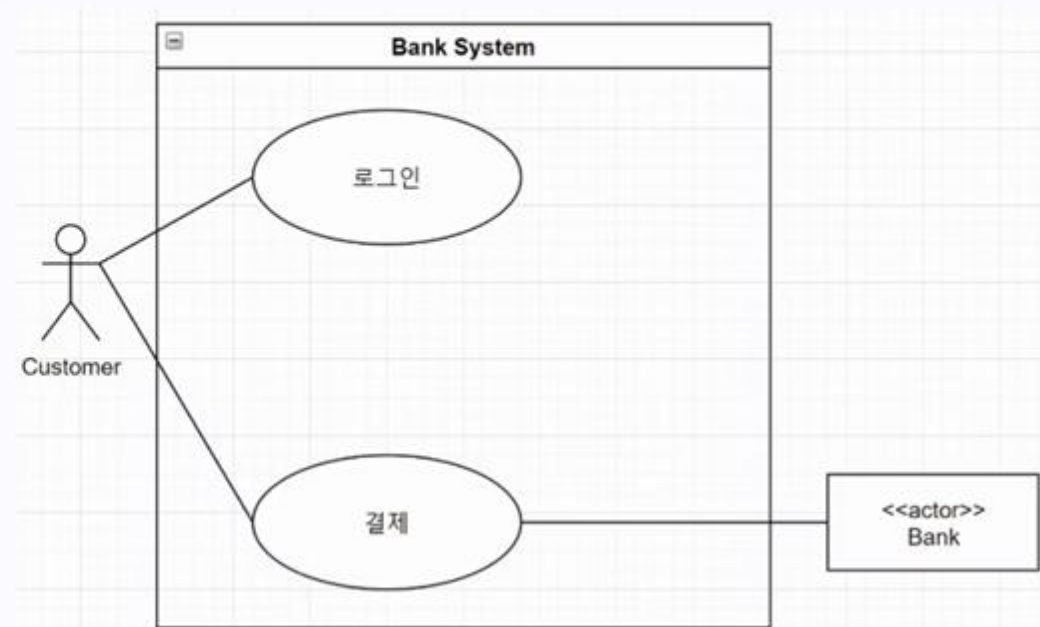 Bank System
로그인
Customer
결제
<<actor>>
Bank